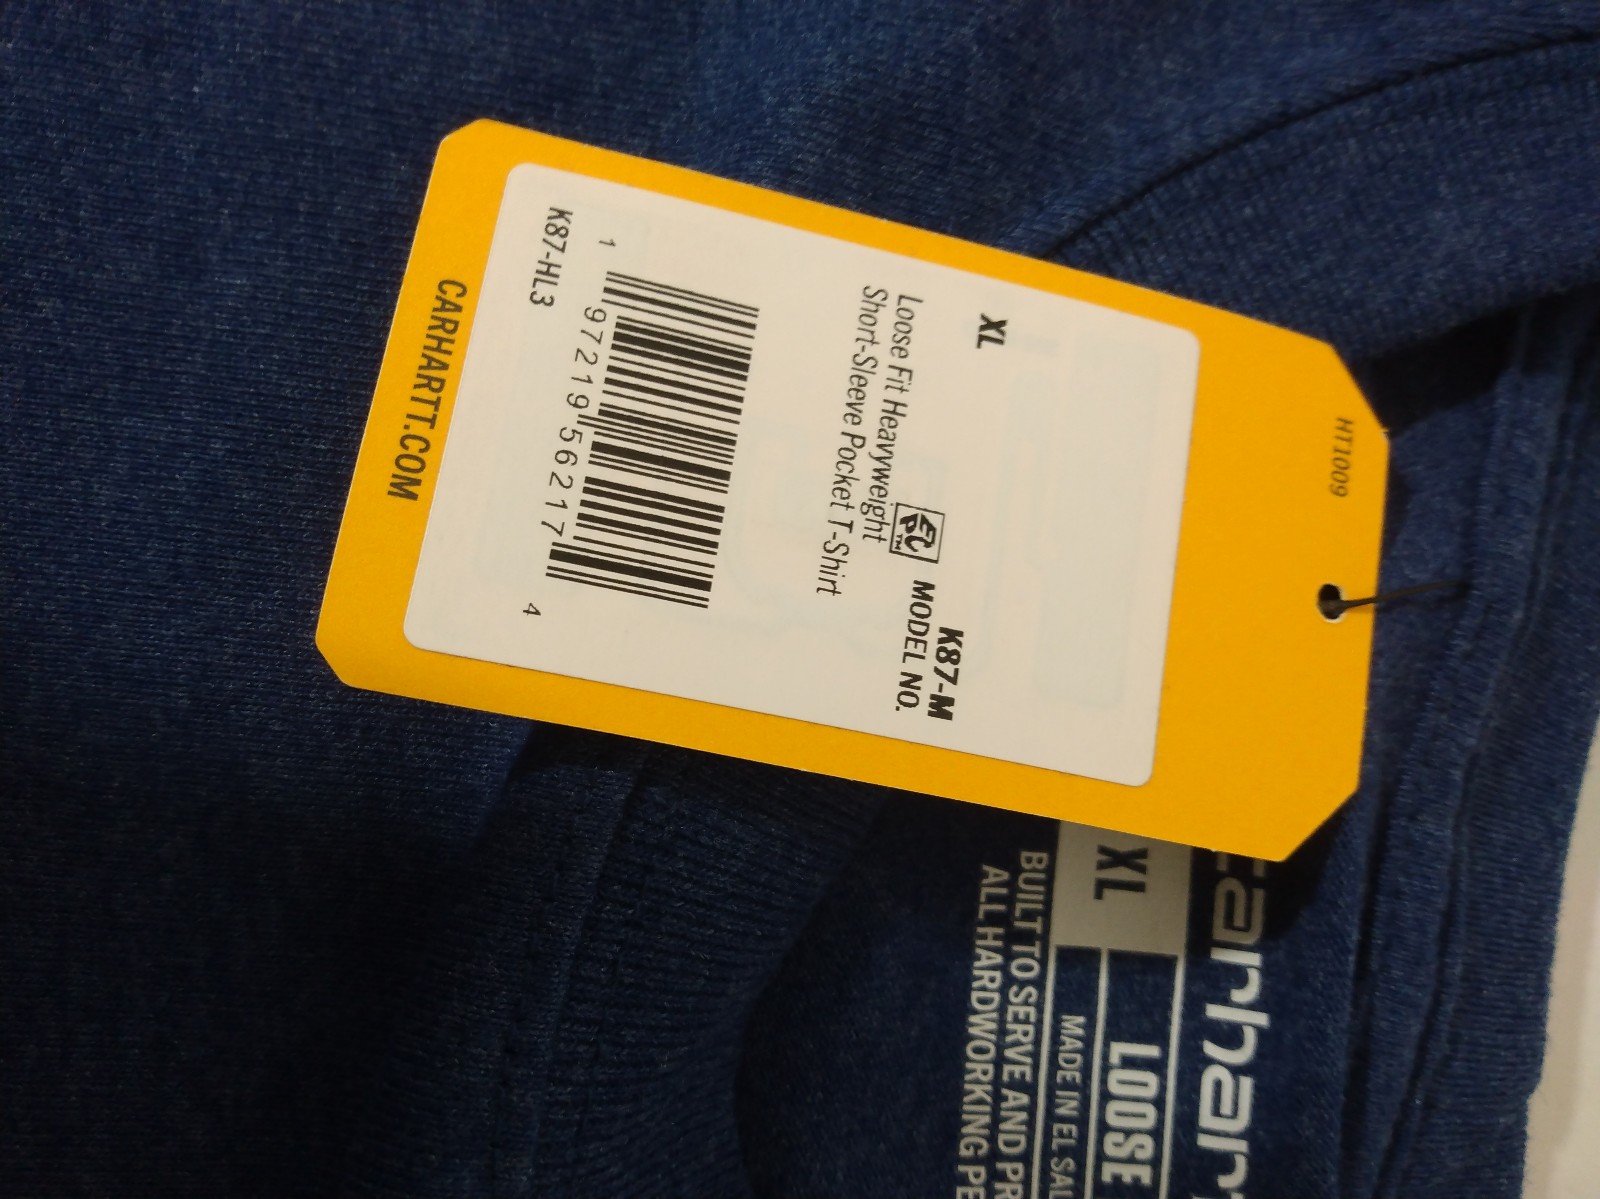 HT1009
XL
K87-M
MODEL NO.
Loose Fit Heavyweight
Short-Sleeve Pocket T-Shirt
1 97219 56217 4
K87-HL3
CARHARTT.COM
carhart
XL
LOOSE
MADE IN EL SAL
BUILT TO SERVE AND PR
ALL HARDWORKING PE